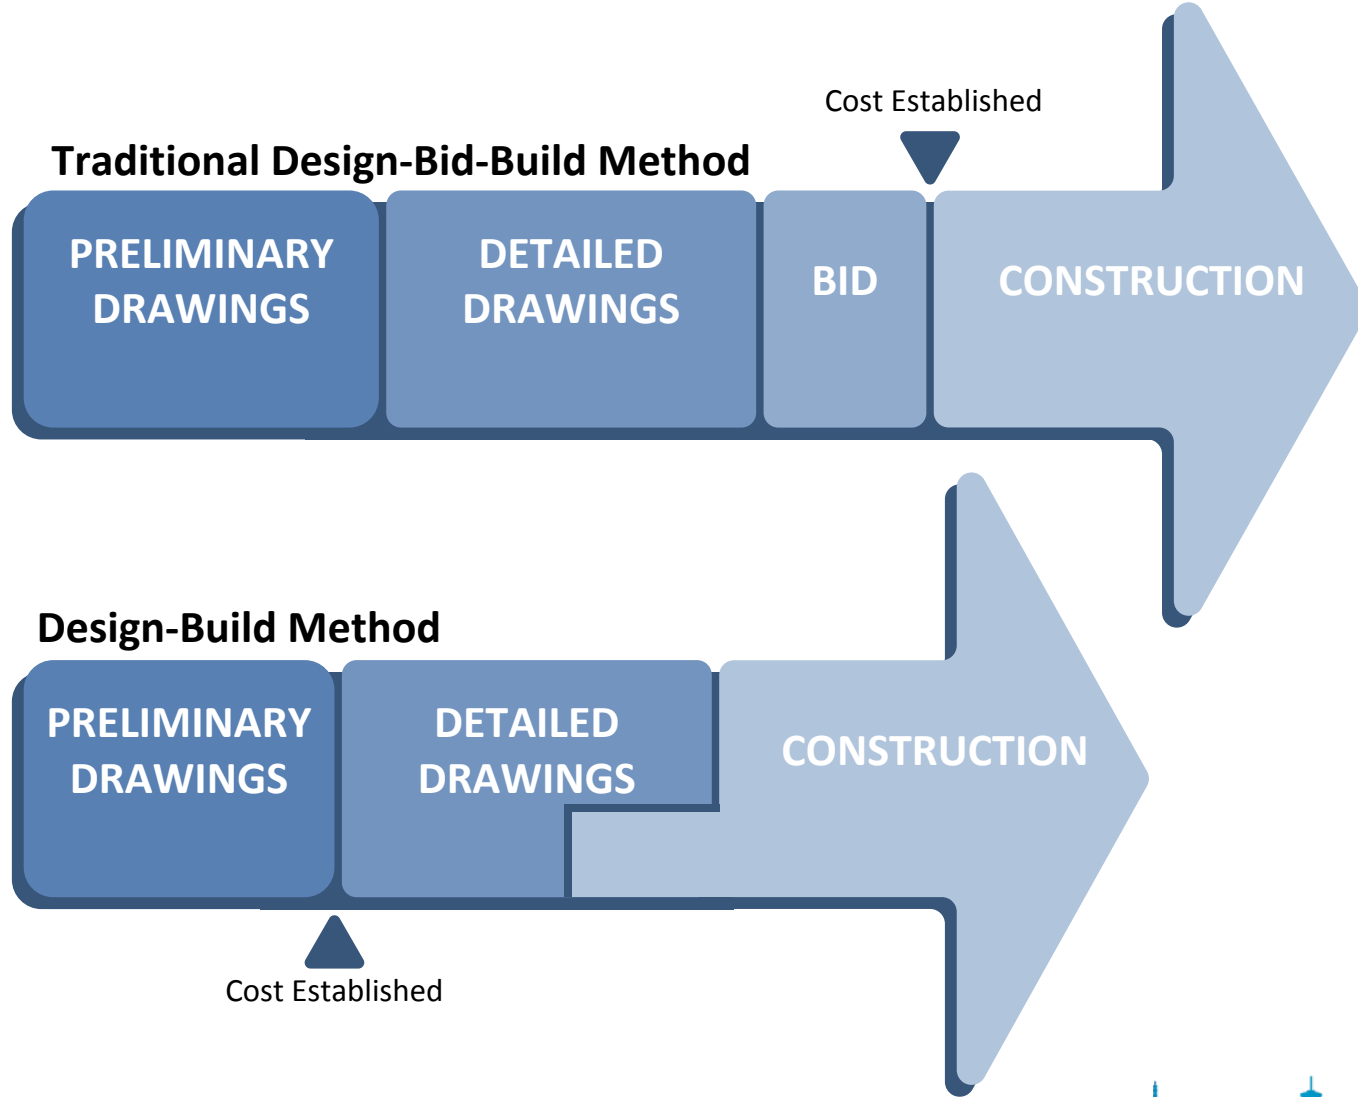 Cost Established
Traditional Design-Bid-Build Method
PRELIMINARY
DRAWINGS
DETAILED
DRAWINGS
BID
CONSTRUCTION
Design-Build Method
PRELIMINARY
DRAWINGS
DETAILED
DRAWINGS
CONSTRUCTION
Cost Established